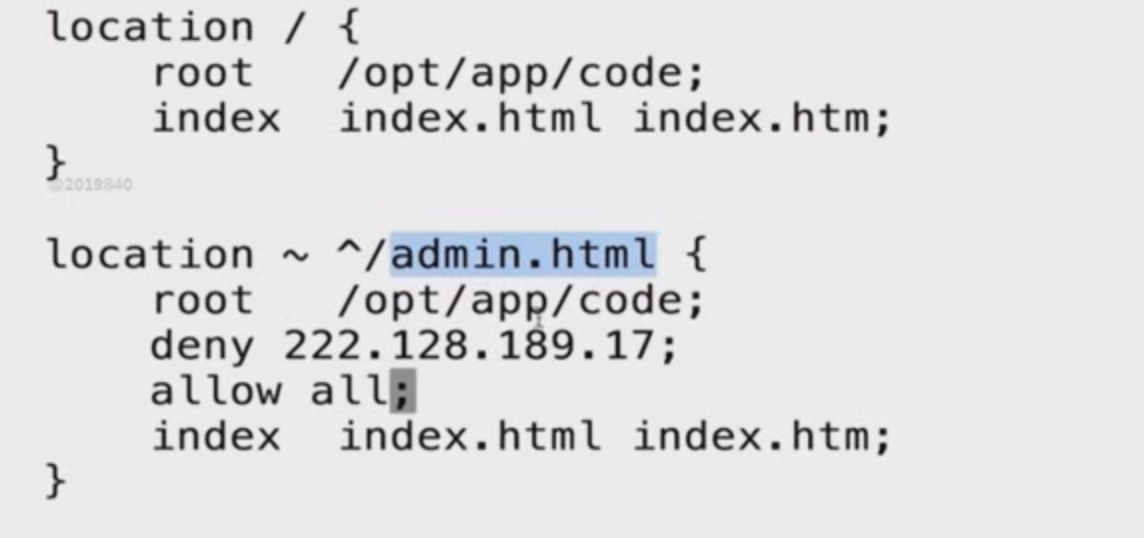 location / {
    root   /opt/app/code;
    index  index.html index.htm;
}
@2019840
location ~ ^/admin.html {
    root   /opt/app/code;
    deny 222.128.189.17;
    allow all;
    index  index.html index.htm;
}